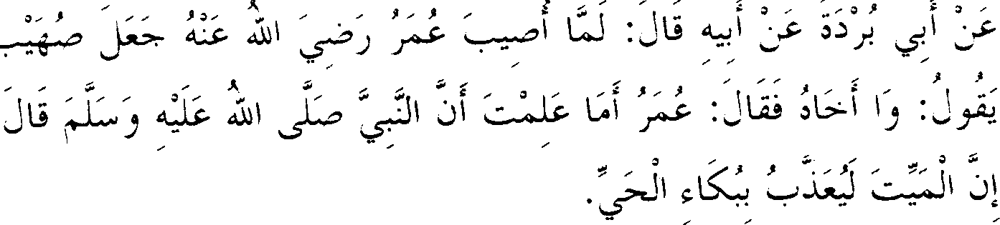 عَنْ أَبِي بُرْدَةَ عَنْ أَبِيهِ قَالَ: لَمَّا أُصِيبَ عُمَرُ رَضِيَ اللهُ عَنْهُ جَعَلَ صُهَيْب
يَقُولُ: وَا أَخَاهُ فَقَالَ: عُمَرُ أَمَا عَلِمْتَ أَنَّ النَّبِيَّ صَلَّى اللهُ عَلَيْهِ وَسَلَّمَ قَالَ
إِنَّ الْمَيِّتَ لَيُعَذَّبُ بِبُكَاءِ الْحَيِّ.